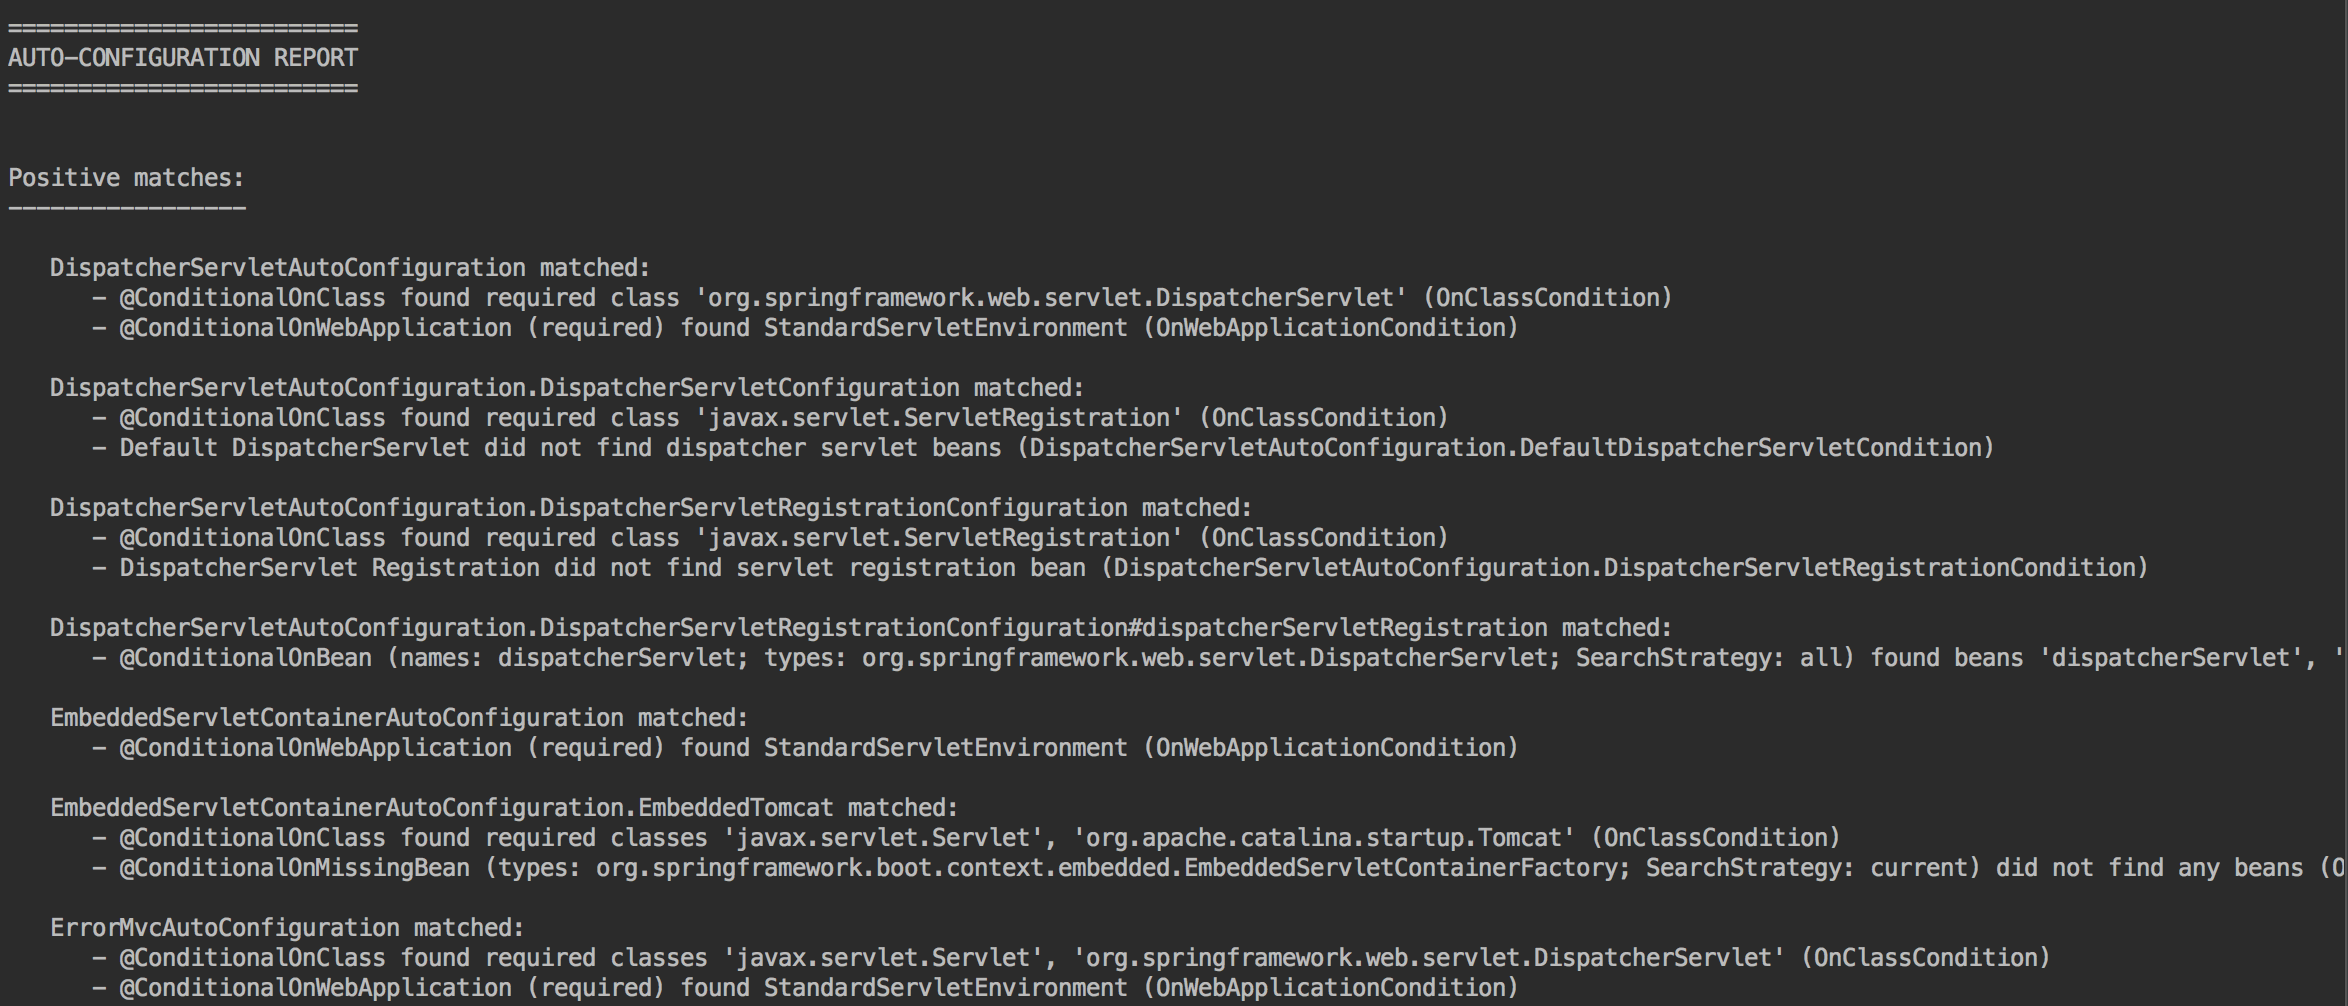 =========================
AUTO-CONFIGURATION REPORT
=========================
Positive matches:
-----------------
DispatcherServletAutoConfiguration matched:
- @ConditionalOnClass found required class 'org.springframework.web.servlet.DispatcherServlet' (OnClassCondition)
- @ConditionalOnWebApplication (required) found StandardServletEnvironment (OnWebApplicationCondition)
DispatcherServletAutoConfiguration.DispatcherServletConfiguration matched:
- @ConditionalOnClass found required class 'javax.servlet.ServletRegistration' (OnClassCondition)
- Default DispatcherServlet did not find dispatcher servlet beans (DispatcherServletAutoConfiguration.DefaultDispatcherServletCondition)
DispatcherServletAutoConfiguration.DispatcherServletRegistrationConfiguration matched:
- @ConditionalOnClass found required class 'javax.servlet.ServletRegistration' (OnClassCondition)
- DispatcherServlet Registration did not find servlet registration bean (DispatcherServletAutoConfiguration.DispatcherServletRegistrationCondition)
DispatcherServletAutoConfiguration.DispatcherServletRegistrationConfiguration#dispatcherServletRegistration matched:
- @ConditionalOnBean (names: dispatcherServlet; types: org.springframework.web.servlet.DispatcherServlet; SearchStrategy: all) found beans 'dispatcherServlet', '
EmbeddedServletContainerAutoConfiguration matched:
- @ConditionalOnWebApplication (required) found StandardServletEnvironment (OnWebApplicationCondition)
EmbeddedServletContainerAutoConfiguration.EmbeddedTomcat matched:
- @ConditionalOnClass found required classes 'javax.servlet.Servlet', 'org.apache.catalina.startup.Tomcat' (OnClassCondition)
- @ConditionalOnMissingBean (types: org.springframework.boot.context.embedded.EmbeddedServletContainerFactory; SearchStrategy: current) did not find any beans (O
ErrorMvcAutoConfiguration matched:
- @ConditionalOnClass found required classes 'javax.servlet.Servlet', 'org.springframework.web.servlet.DispatcherServlet' (OnClassCondition)
- @ConditionalOnWebApplication (required) found StandardServletEnvironment (OnWebApplicationCondition)